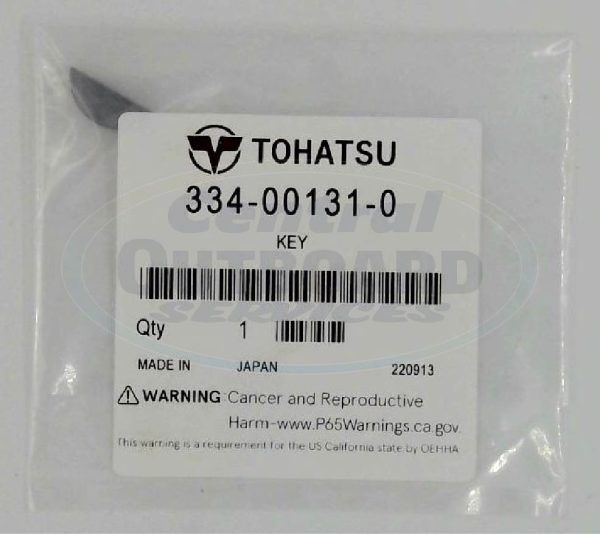 TOHATSU
334-00131-0
KEY
Central
OUTBOARD
SERVICES
Qty 1
MADE IN JAPAN 220913
⚠ WARNING: Cancer and Reproductive
Harm-www.P65Warnings.ca.gov.
This warning is a requirement for the US California state by OEHHA